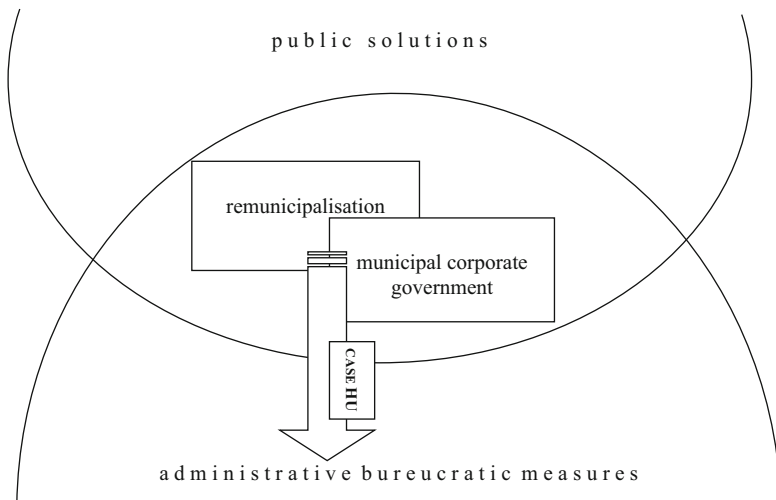 public solutions
remunicipalisation
municipal corporate
government
CASE HU
administrative bureucratic measures